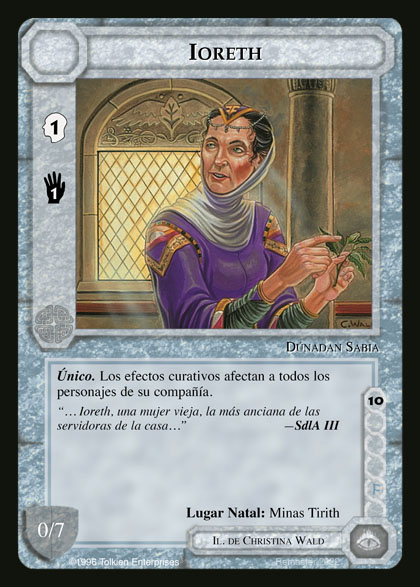 IORETH
1
1
C. WAL
DÚNADAN SABIA
Único. Los efectos curativos afectan a todos los
personajes de su compañía.
“… Ioreth, una mujer vieja, la más anciana de las
servidoras de la casa…” —SdlA III
10
Lugar Natal: Minas Tirith
0/7
IL. DE CHRISTINA WALD
©1996 Tolkien Enterprises